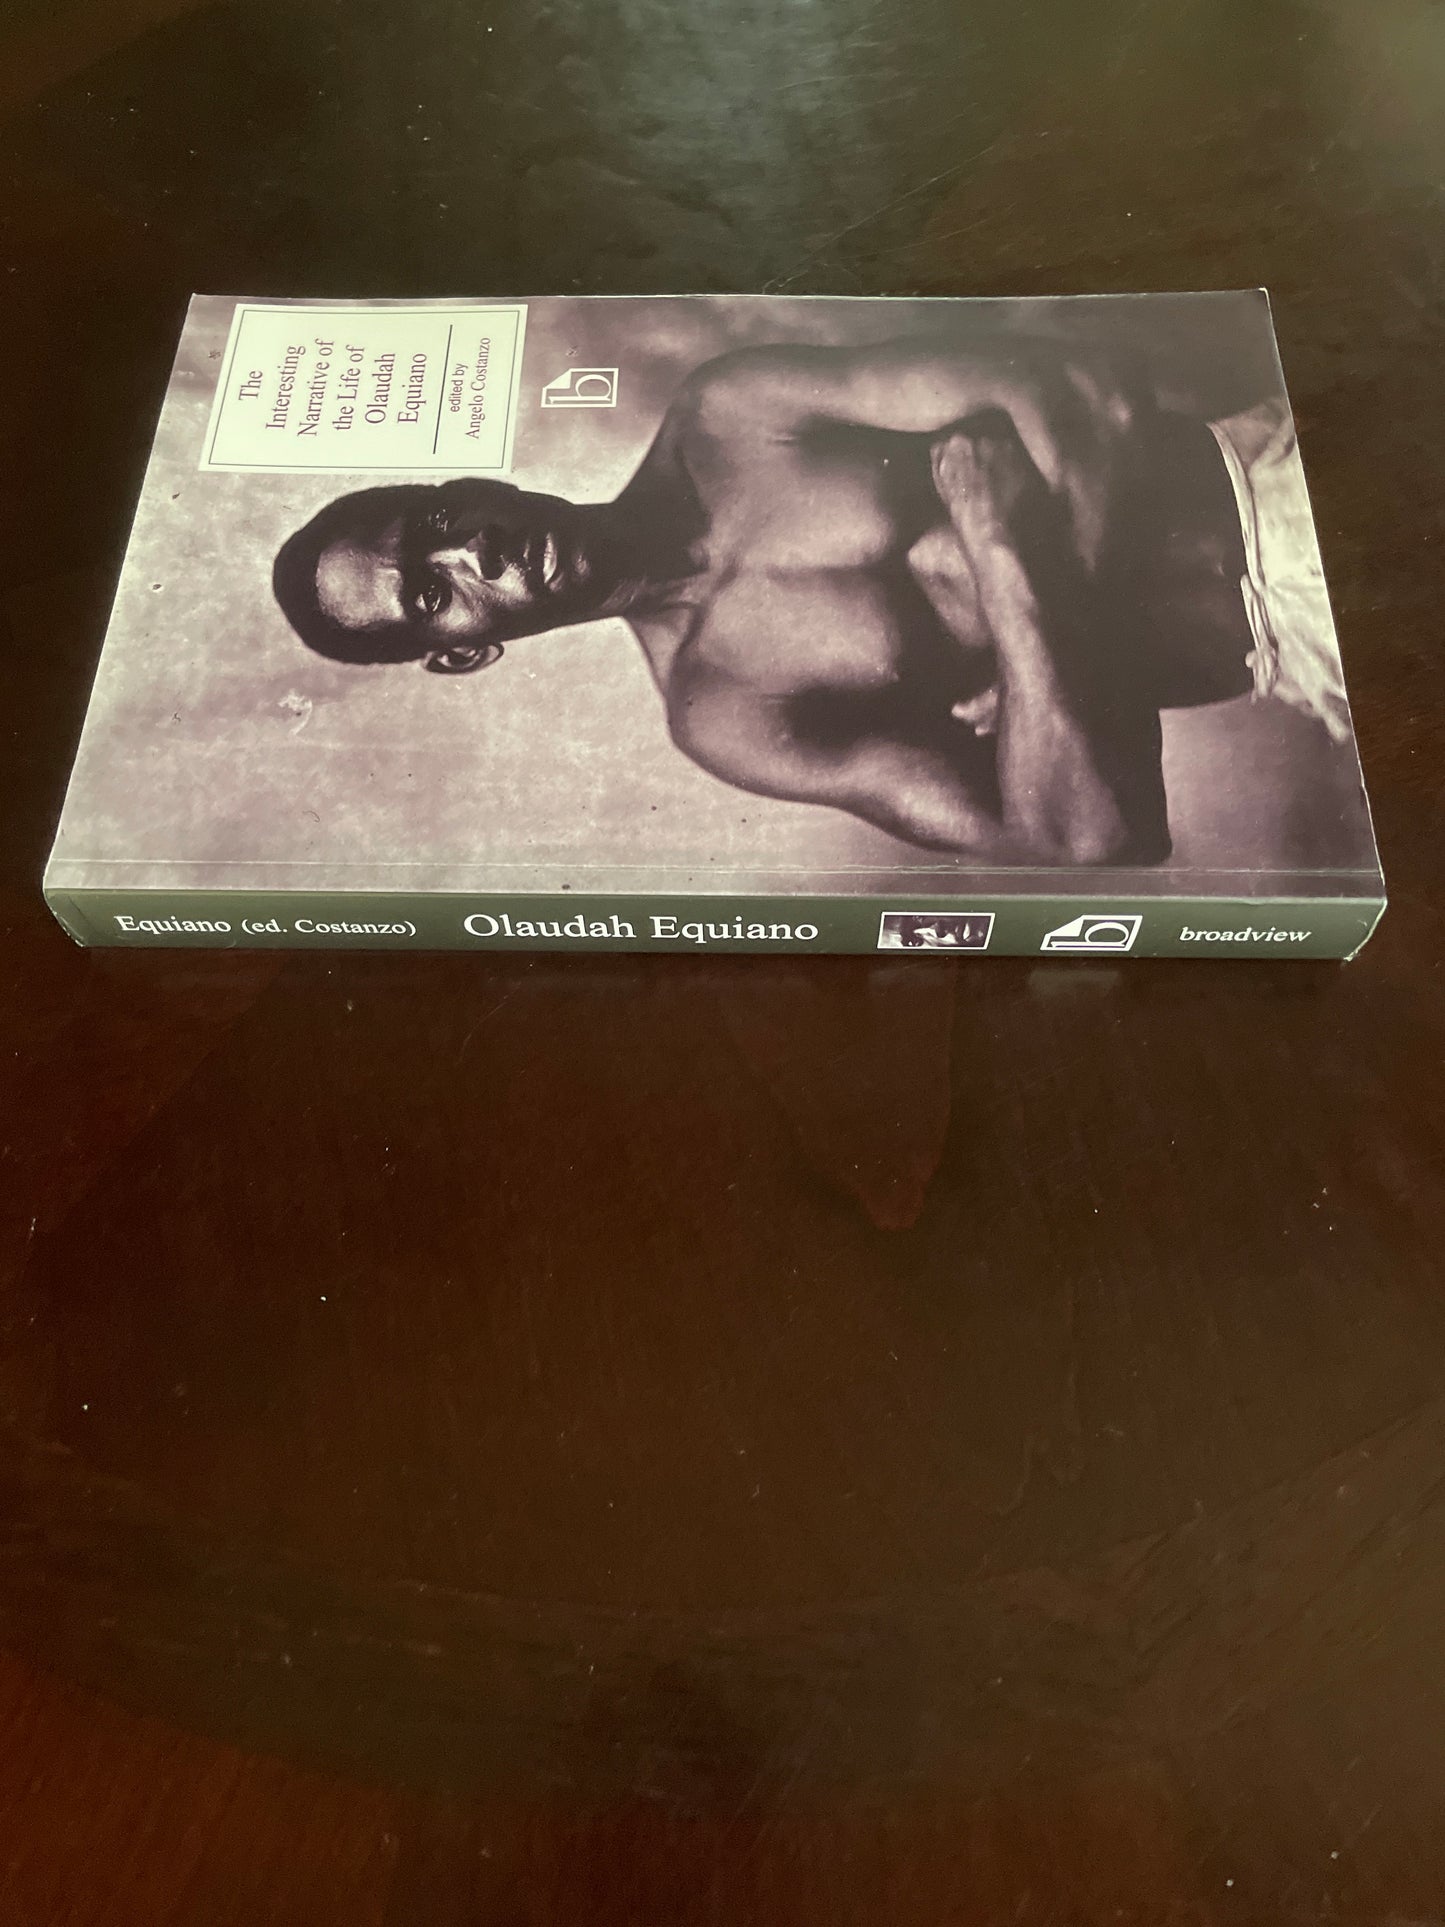 The
Interesting
Narrative of
the Life of
Olaudah
Equiano
edited by
Angelo Costanzo
b
Equiano (ed. Costanzo) Olaudah Equiano b broadview